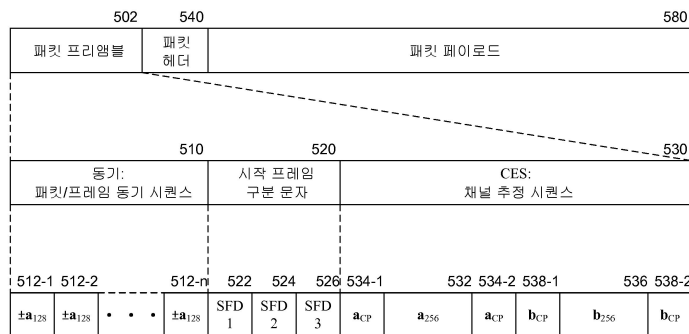 502 540 580
패킷 프리앰블 패킷 헤더 패킷 페이로드
510 520 530
동기: 시작 프레임 CES:
패킷/프레임 동기 시퀀스 구분 문자 채널 추정 시퀀스
512-1 512-2 512-n 522 524 526 534-1 532 534-2 538-1 536 538-2
±a128 ±a128 • • • ±a128 SFD 1 SFD 2 SFD 3 aCP a256 aCP bCP b256 bCP